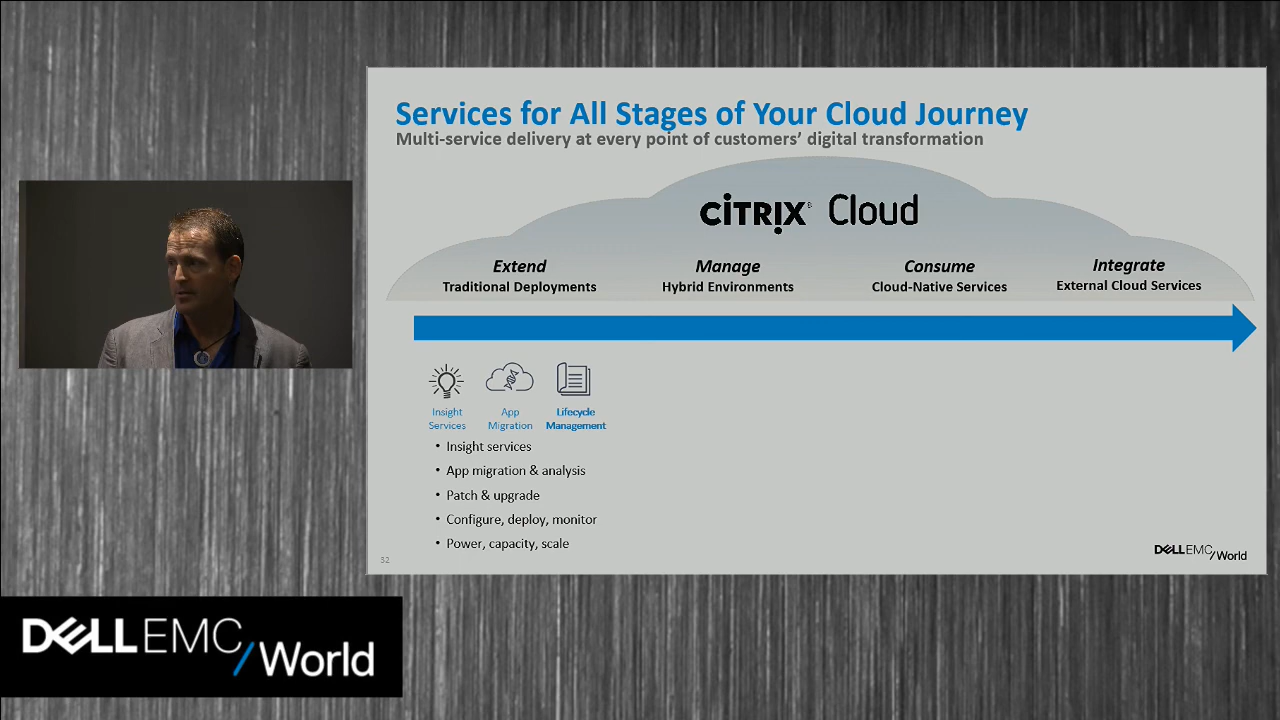 Services for All Stages of Your Cloud Journey
Multi-service delivery at every point of customers' digital transformation
CiTRIX® Cloud
Extend
Traditional Deployments
Manage
Hybrid Environments
Consume
Cloud-Native Services
Integrate
External Cloud Services
Insight
Services
App
Migration
Lifecycle
Management
• Insight services
• App migration & analysis
• Patch & upgrade
• Configure, deploy, monitor
• Power, capacity, scale
32
DELLEMC
/World
DELLEMC
/World